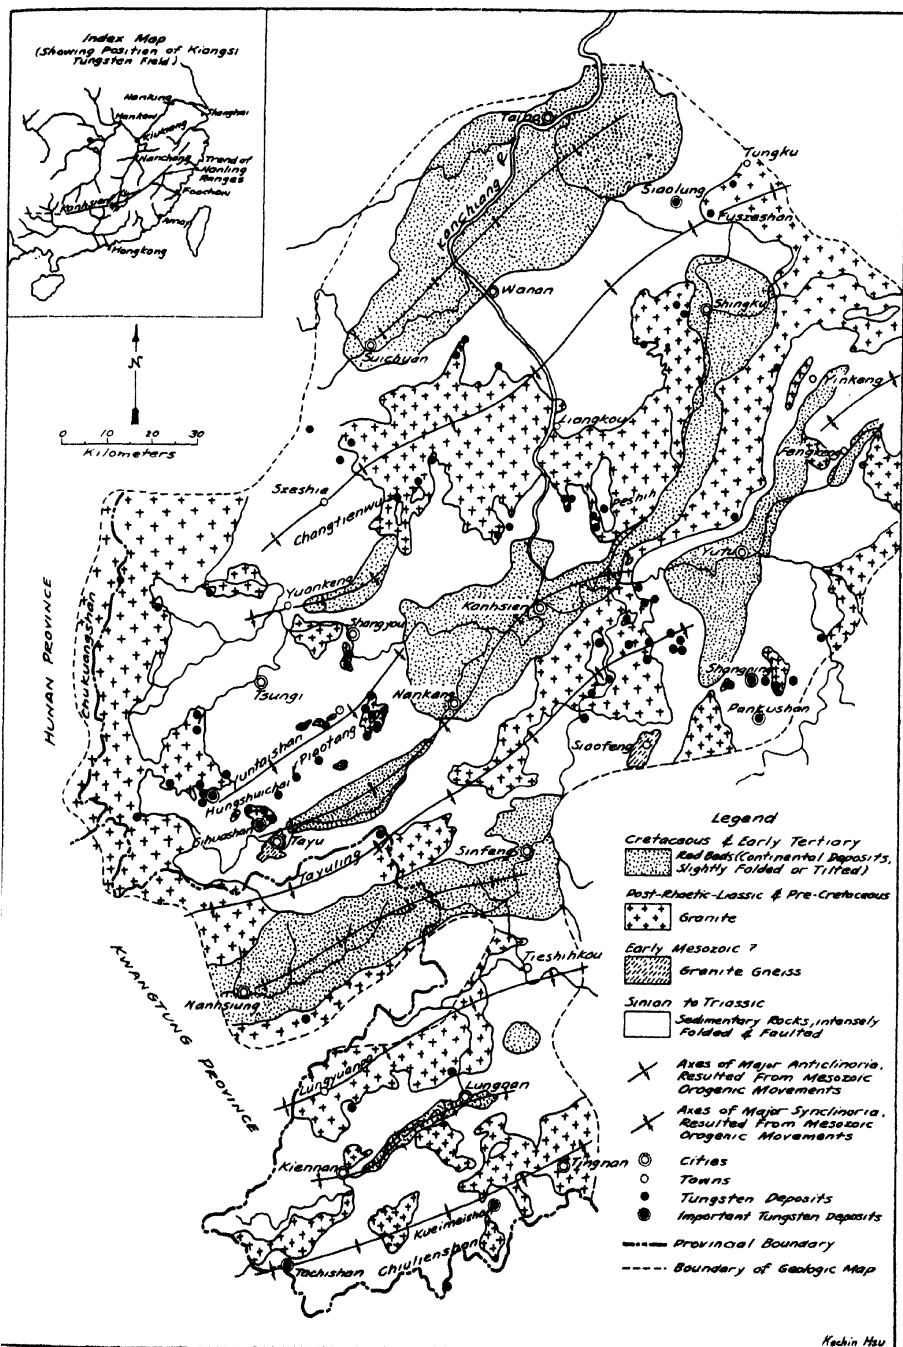 Index Map
(Showing Position of Kiangsi
Tungsten Field)
Nanking
Shanghai
Hankow
Kiukiang
Nanchang
Trend of
Nanling
Ranges
Foochow
Kanhsien
Amoy
Hongkong
N
0 10 20 30
Kilometers
Taiho
Kanchiang
Tungku
Siaolung
Fuszeshan
Wanan
Shingku
Suichuan
Yinkeng
Liangkou
Fengkeng
Szeshia
Changtienwu
Peshih
Yutu
Yuankeng
Kanhsien
Shangyou
HUNAN PROVINCE
Chukuangshan
Tsungi
Nankang
Shangping
Pankushan
Siaofeng
Yuntaishan
Piaotang
Hungshuichai
Sihuashan
Tayu
Tayuling
Sinfeng
KWANGTUNG PROVINCE
Nanhsiung
Tieshihkou
Lungyuanpa
Lungnan
Kiennan
Tingnan
Kueimeishan
Tachishan
Chiulienshan
Legend
Cretaceous & Early Tertiary
Red Beds (Continental Deposits,
Slightly Folded or Tilted)
Post-Rhaetic-Liassic & Pre-Cretaceous
Granite
Early Mesozoic ?
Granite Gneiss
Sinian to Triassic
Sedimentary Rocks, intensely
Folded & Faulted
Axes of Major Anticlinoria,
Resulted From Mesozoic
Orogenic Movements
Axes of Major Synclinoria,
Resulted From Mesozoic
Orogenic Movements
Cities
Towns
Tungsten Deposits
Important Tungsten Deposits
Provincial Boundary
Boundary of Geologic Map
Kechin Hsu